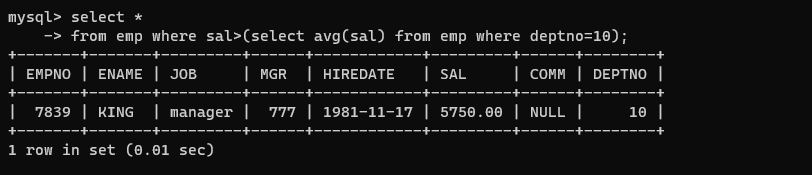 mysql> select *
    -> from emp where sal>(select avg(sal) from emp where deptno=10);
+-------+-------+---------+------+------------+---------+------+--------+
| EMPNO | ENAME | JOB     | MGR  | HIREDATE   | SAL     | COMM | DEPTNO |
+-------+-------+---------+------+------------+---------+------+--------+
|  7839 | KING  | manager |  777 | 1981-11-17 | 5750.00 | NULL |     10 |
+-------+-------+---------+------+------------+---------+------+--------+
1 row in set (0.01 sec)